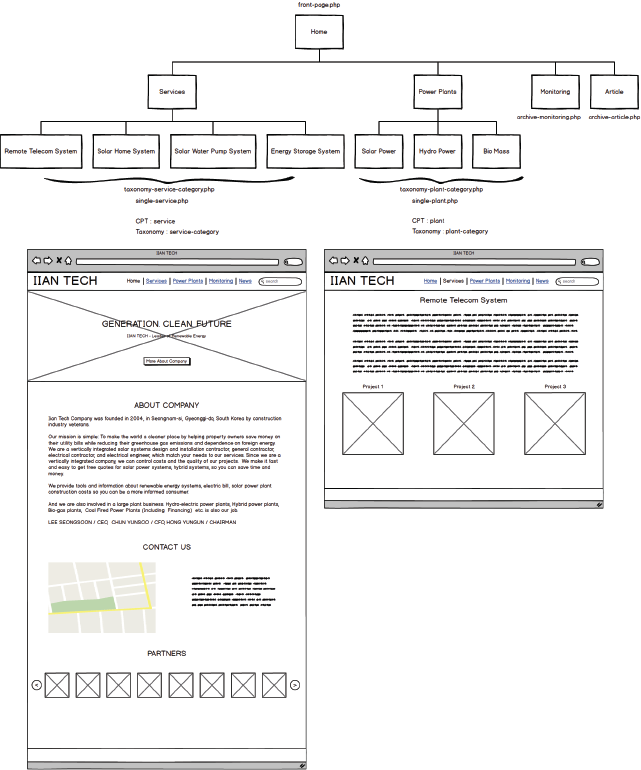 front-page.php
Home
Services
Power Plants
Monitoring
Article
archive-monitoring.php
archive-article.php
Remote Telecom System
Solar Home System
Solar Water Pump System
Energy Storage System
Solar Power
Hydro Power
Bio Mass
taxonomy-service-category.php
single-service.php
CPT : service
Taxonomy : service-category
taxonomy-plant-category.php
single-plant.php
CPT : plant
Taxonomy : plant-category
IIAN TECH
IIAN TECH
Home | Services | Power Plants | Monitoring | News
search
GENERATION. CLEAN. FUTURE
IIAN TECH - Leader of Renewable Energy
More About Company
ABOUT COMPANY
Iian Tech Company was founded in 2004, in Seongnam-si, Gyeonggi-do, South Korea by construction
industry veterans.
Our mission is simple: To make the world a cleaner place by helping property owners save money on
their utility bills while reducing their greenhouse gas emissions and dependence on foreign energy.
We are a vertically integrated solar systems design and installation contractor, general contractor,
electrical contractor, and electrical engineer, which match your needs to our services. Since we are a
vertically integrated company we can control costs and the quality of our projects. We make it fast
and easy to get free quotes for solar power systems, hybrid systems, so you can save time and
money.
We provide tools and information about renewable energy systems, electric bill, solar power plant
construction costs so you can be a more informed consumer.
And we are also involved in a large plant business. Hydro-electric power plants, Hybrid power plants,
Bio-gas plants, Coal Fired Power Plants (Including Financing) etc. is also our job.
LEE SEONGSOON / CEO, CHUN YUNSOO / CFO, HONG YUNGUN / CHAIRMAN
CONTACT US
PARTNERS
<
>
IIAN TECH
IIAN TECH
Home | Services | Power Plants | Monitoring | News
search
Remote Telecom System
Project 1
Project 2
Project 3